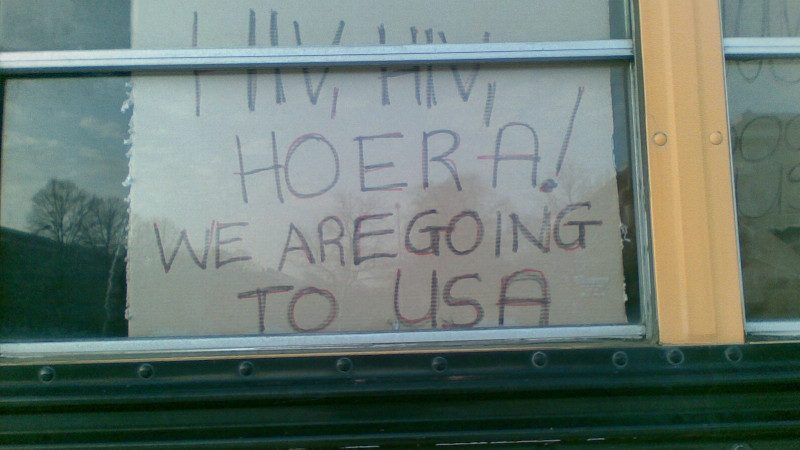 HIV, HIV,
HOERA!
WE ARE GOING
TO USA